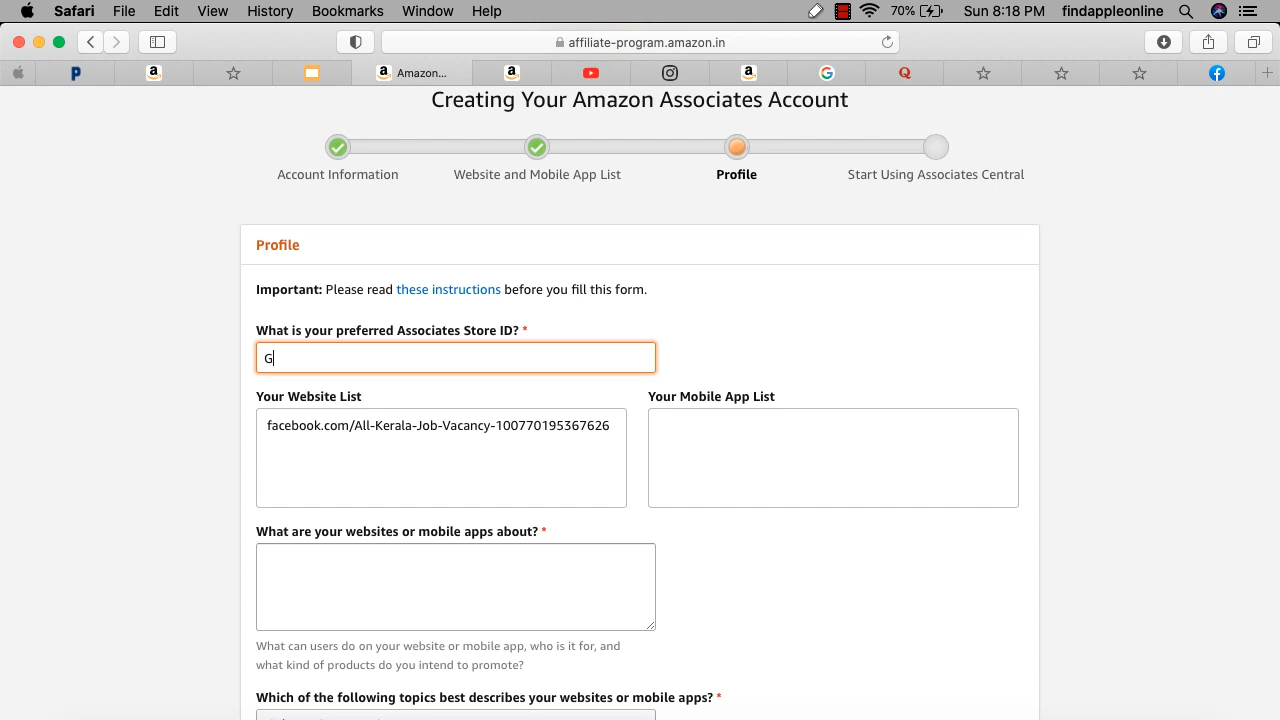 Safari File Edit View History Bookmarks Window Help 70% Sun 8:18 PM findappleonline
affiliate-program.amazon.in
Amazon...
Creating Your Amazon Associates Account
Account Information Website and Mobile App List Profile Start Using Associates Central
Profile
Important: Please read these instructions before you fill this form.
What is your preferred Associates Store ID? *
G
Your Website List Your Mobile App List
facebook.com/All-Kerala-Job-Vacancy-100770195367626
What are your websites or mobile apps about? *
What can users do on your website or mobile app, who is it for, and
what kind of products do you intend to promote?
Which of the following topics best describes your websites or mobile apps? *